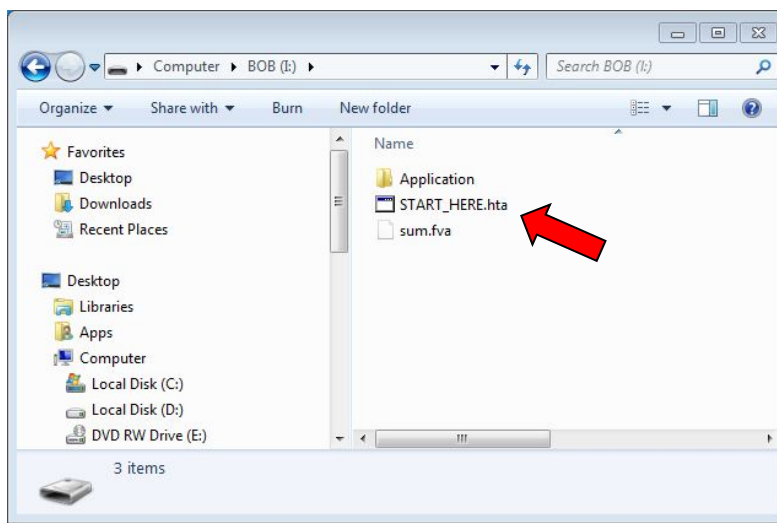 Computer BOB (I:)
Search BOB (I:)
Organize Share with Burn New folder
Name
Favorites
Desktop
Downloads
Recent Places
Desktop
Libraries
Apps
Computer
Local Disk (C:)
Local Disk (D:)
DVD RW Drive (E:)
Application
START_HERE.hta
sum.fva
3 items